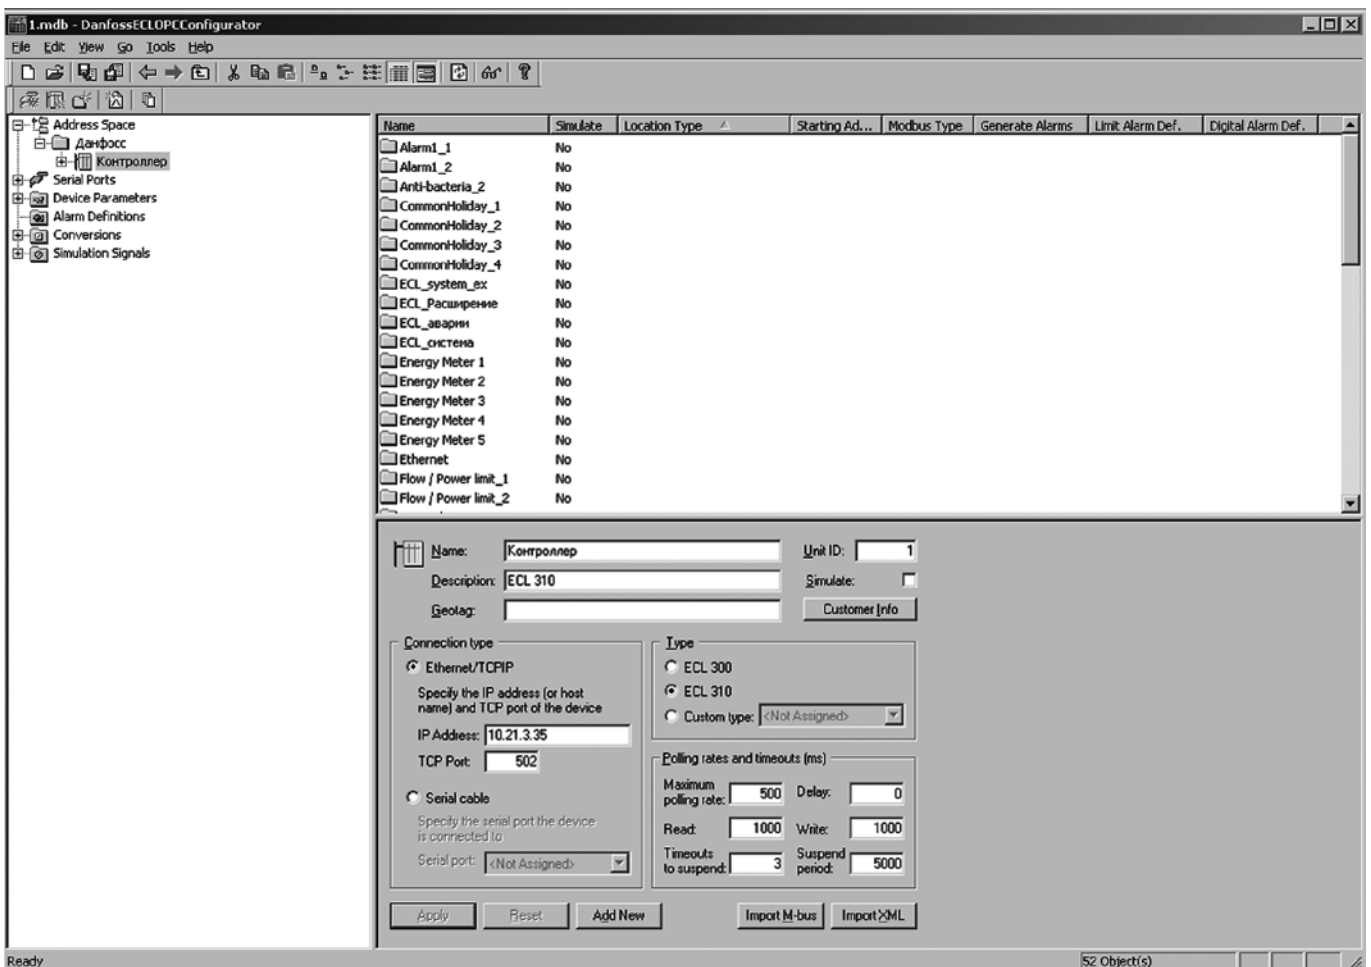 1.mdb - DanfossECLOPCConfigurator
File Edit View Go Tools Help
Address Space
Данфосс
Контроллер
Serial Ports
Device Parameters
Alarm Definitions
Conversions
Simulation Signals
Name Simulate Location Type Starting Ad... Modbus Type Generate Alarms Limit Alarm Def. Digital Alarm Def.
Alarm1_1 No
Alarm1_2 No
Anti-bacteria_2 No
CommonHoliday_1 No
CommonHoliday_2 No
CommonHoliday_3 No
CommonHoliday_4 No
ECL_system_ex No
ECL_Расширение No
ECL_аварии No
ECL_система No
Energy Meter 1 No
Energy Meter 2 No
Energy Meter 3 No
Energy Meter 4 No
Energy Meter 5 No
Ethernet No
Flow / Power limit_1 No
Flow / Power limit_2 No
Name: Контроллер Unit ID: 1
Description: ECL 310 Simulate:
Geotag: Customer Info
Connection type
Ethernet/TCPIP
Specify the IP address (or host
name) and TCP port of the device
IP Address: 10.21.3.35
TCP Port: 502
Serial cable
Specify the serial port the device
is connected to
Serial port: <Not Assigned>
Type
ECL 300
ECL 310
Custom type: <Not Assigned>
Polling rates and timeouts (ms)
Maximum
polling rate: 500 Delay: 0
Read: 1000 Write: 1000
Timeouts
to suspend: 3 Suspend
period: 5000
Apply Reset Add New Import M-bus Import XML
Ready 52 Object(s)